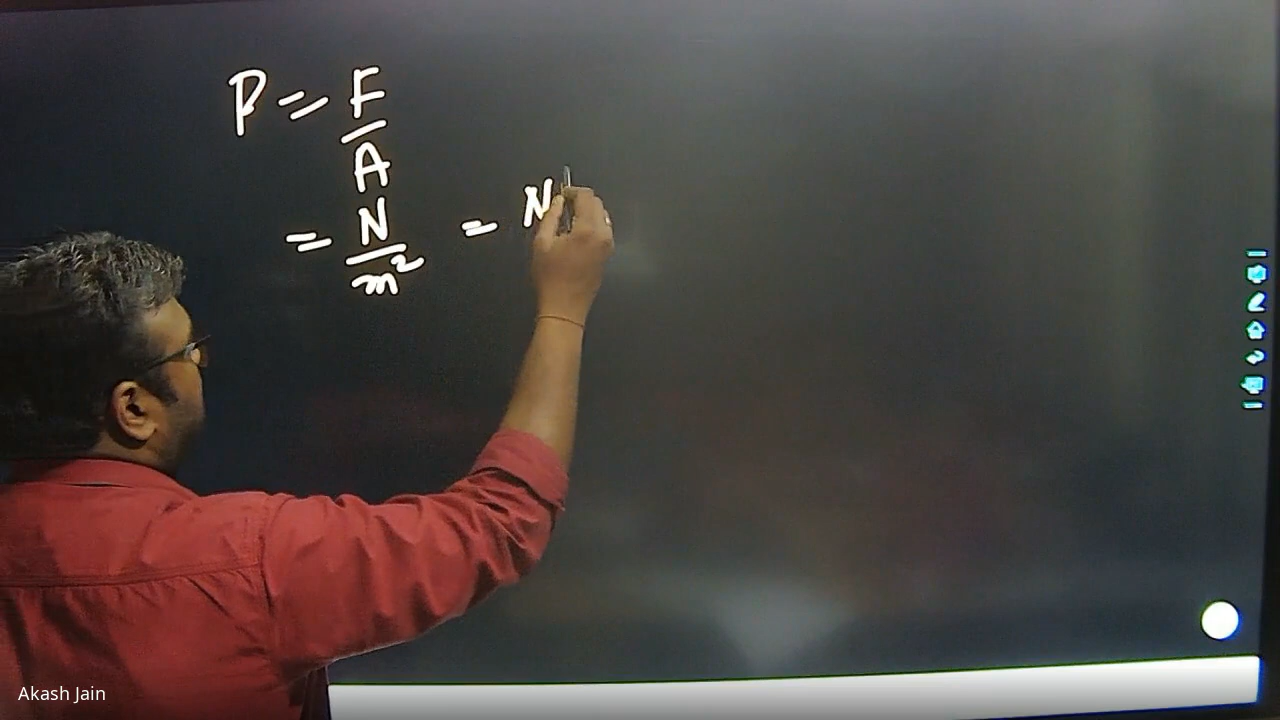 P = F/A
= N/m² = N
Akash Jain